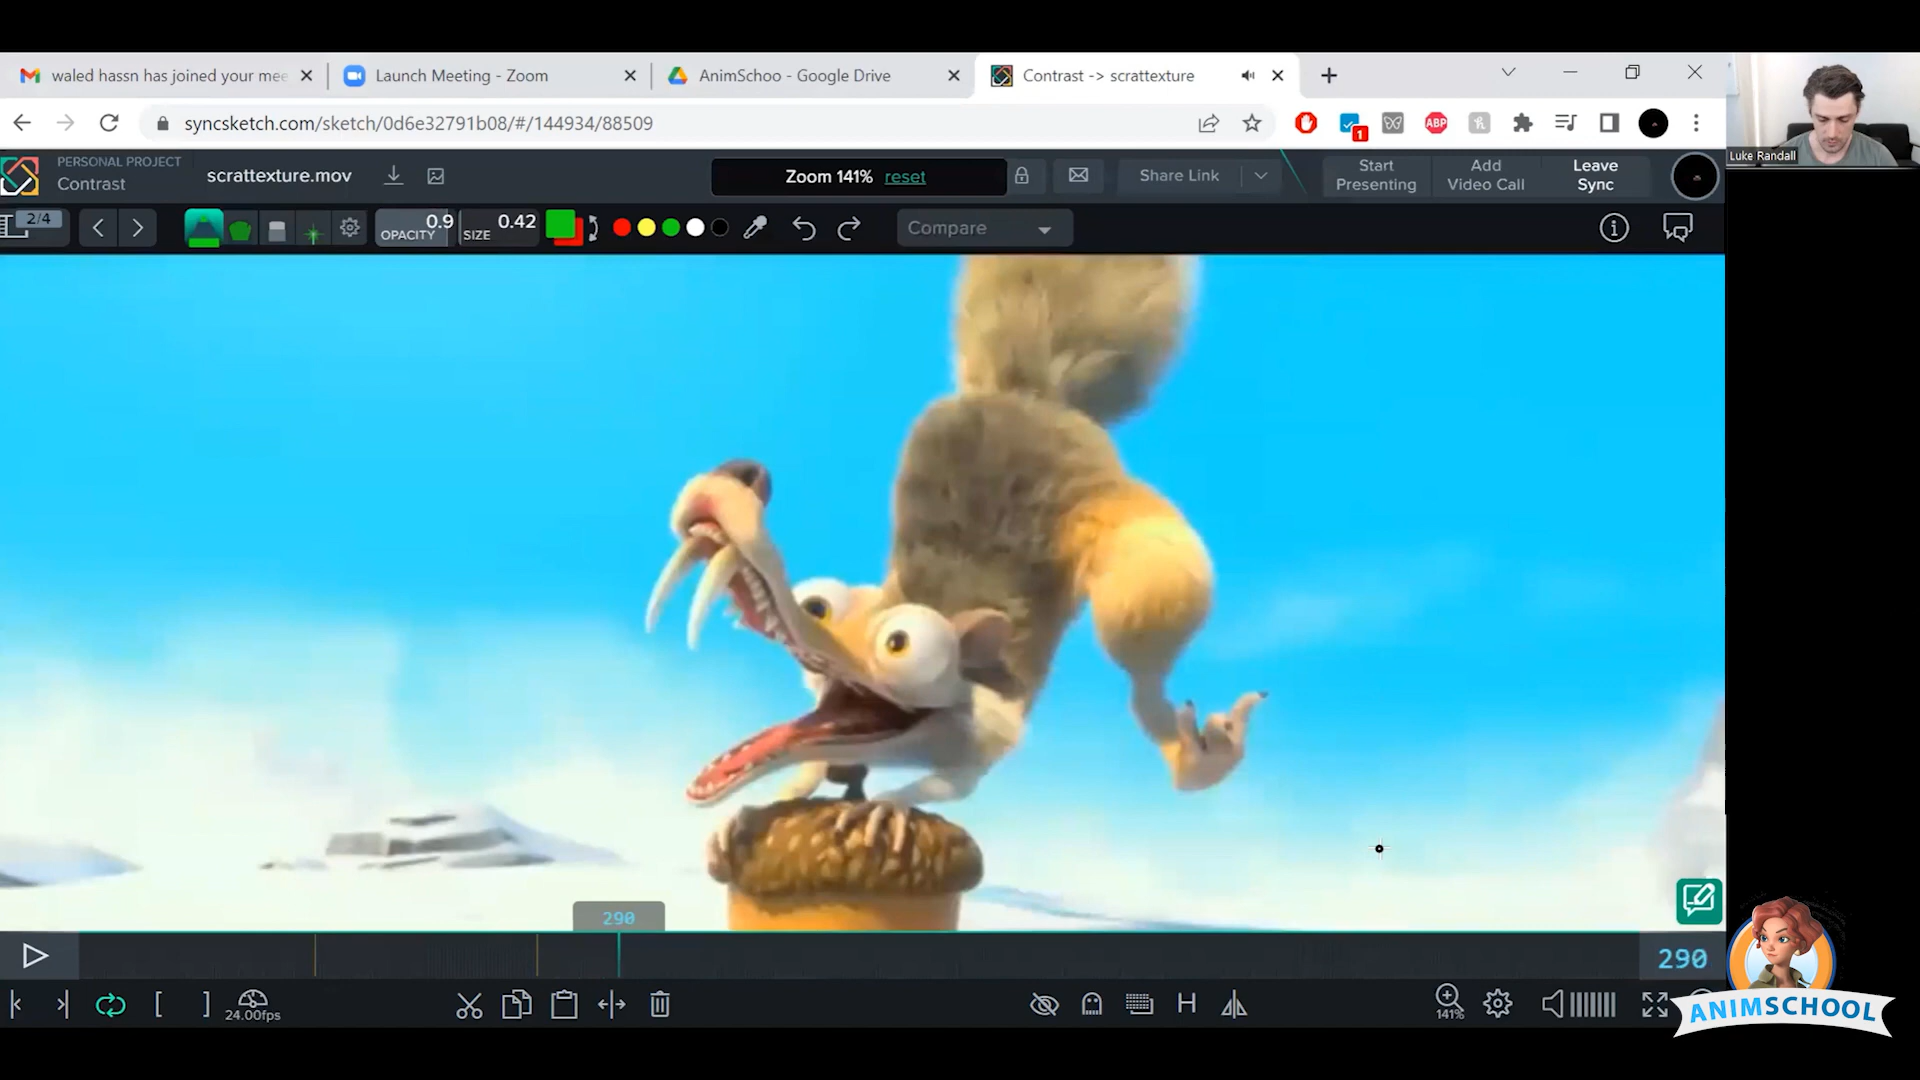 waled hassn has joined your mee
Launch Meeting - Zoom
AnimSchoo - Google Drive
Contrast -> scrattexture
syncsketch.com/sketch/0d6e32791b08/#/144934/88509
ABP
1
Luke Randall
PERSONAL PROJECT
Contrast
scrattexture.mov
Zoom 141% reset
Share Link
Start Presenting
Add Video Call
Leave Sync
2/4
OPACITY 0.9
SIZE 0.42
Compare
290
290
24.00fps
H
141%
ANIMSCHOOL